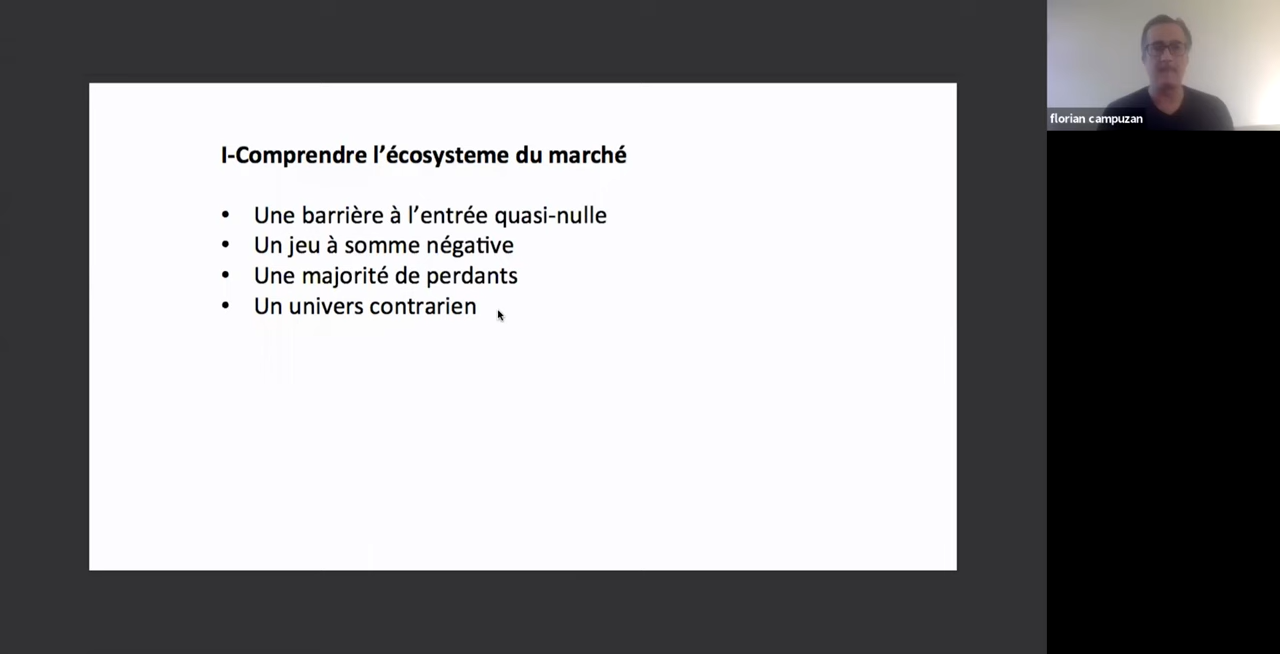 I-Comprendre l’écosysteme du marché
• Une barrière à l’entrée quasi-nulle
• Un jeu à somme négative
• Une majorité de perdants
• Un univers contrarien
florian campuzan